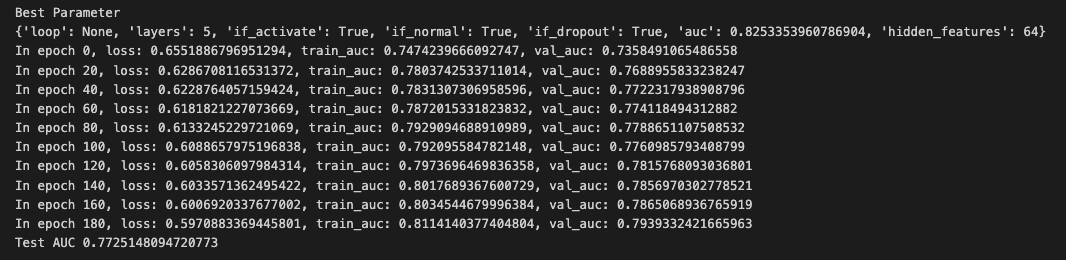 Best Parameter
{'loop': None, 'layers': 5, 'if_activate': True, 'if_normal': True, 'if_dropout': True, 'auc': 0.8253353960786904, 'hidden_features': 64}
In epoch 0, loss: 0.6551886796951294, train_auc: 0.7474239666092747, val_auc: 0.7358491065486558
In epoch 20, loss: 0.6286708116531372, train_auc: 0.7803742533711014, val_auc: 0.7688955833238247
In epoch 40, loss: 0.6228764057159424, train_auc: 0.7831307306958596, val_auc: 0.7722317938908796
In epoch 60, loss: 0.6181821227073669, train_auc: 0.7872015331823832, val_auc: 0.774118494312882
In epoch 80, loss: 0.6133245229721069, train_auc: 0.7929094688910989, val_auc: 0.7788651107508532
In epoch 100, loss: 0.6088657975196838, train_auc: 0.792095584782148, val_auc: 0.7760985793408799
In epoch 120, loss: 0.6058306097984314, train_auc: 0.7973696469836358, val_auc: 0.7815768093036801
In epoch 140, loss: 0.6033571362495422, train_auc: 0.8017689367600729, val_auc: 0.7856970302778521
In epoch 160, loss: 0.6006920337677002, train_auc: 0.8034544679996384, val_auc: 0.7865068936765919
In epoch 180, loss: 0.5970883369445801, train_auc: 0.8114140377404804, val_auc: 0.7939332421665963
Test AUC 0.7725148094720773